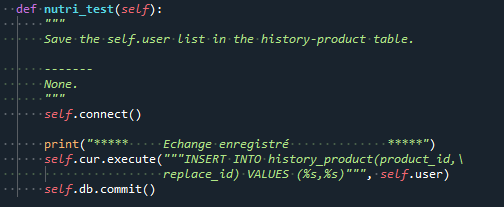 def nutri_test(self):
"""
Save the self.user list in the history-product table.
-------
None.
"""
self.connect()
print("*****     Echange enregistré             *****")
self.cur.execute("""INSERT INTO history_product(product_id,\
replace_id) VALUES (%s,%s)""", self.user)
self.db.commit()